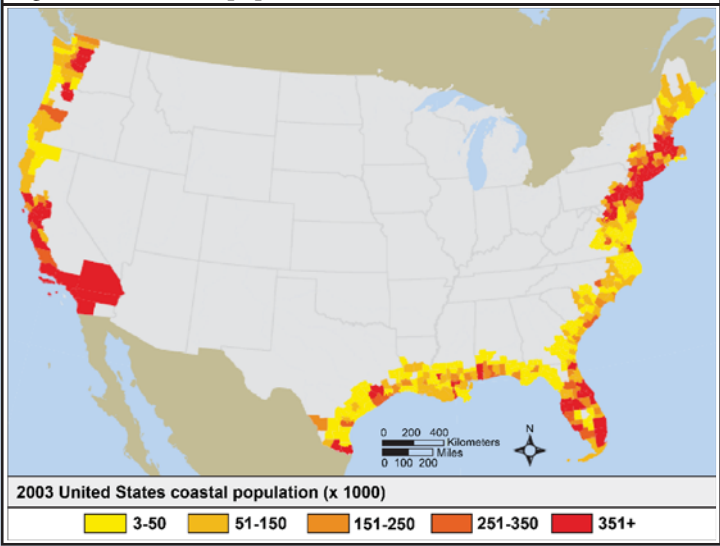 0 200 400
Kilometers
Miles
0 100 200
N
2003 United States coastal population (x 1000)
3-50 51-150 151-250 251-350 351+